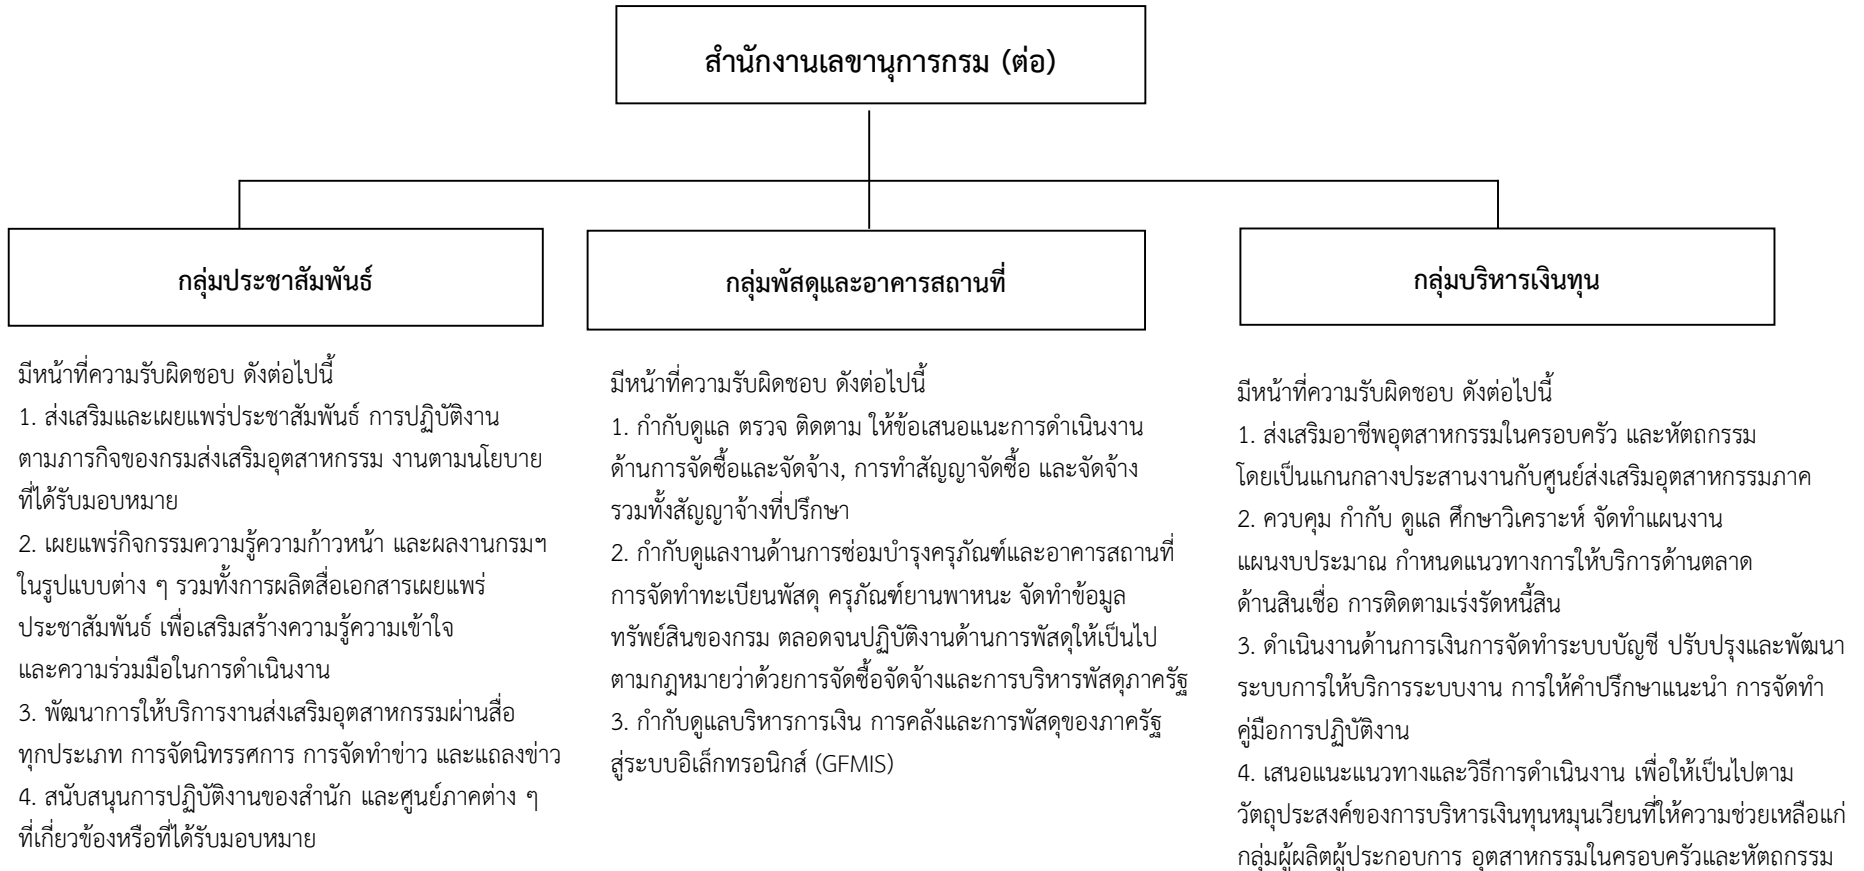 สำนักงานเลขานุการกรม (ต่อ)
กลุ่มประชาสัมพันธ์
มีหน้าที่ความรับผิดชอบ ดังต่อไปนี้
1. ส่งเสริมและเผยแพร่ประชาสัมพันธ์ การปฏิบัติงาน
ตามภารกิจของกรมส่งเสริมอุตสาหกรรม งานตามนโยบาย
ที่ได้รับมอบหมาย
2. เผยแพร่กิจกรรมความรู้ความก้าวหน้า และผลงานกรมฯ
ในรูปแบบต่าง ๆ รวมทั้งการผลิตสื่อเอกสารเผยแพร่
ประชาสัมพันธ์ เพื่อเสริมสร้างความรู้ความเข้าใจ
และความร่วมมือในการดำเนินงาน
3. พัฒนาการให้บริการงานส่งเสริมอุตสาหกรรมผ่านสื่อ
ทุกประเภท การจัดนิทรรศการ การจัดทำข่าว และแถลงข่าว
4. สนับสนุนการปฏิบัติงานของสำนัก และศูนย์ภาคต่าง ๆ
ที่เกี่ยวข้องหรือที่ได้รับมอบหมาย
กลุ่มพัสดุและอาคารสถานที่
มีหน้าที่ความรับผิดชอบ ดังต่อไปนี้
1. กำกับดูแล ตรวจ ติดตาม ให้ข้อเสนอแนะการดำเนินงาน
ด้านการจัดซื้อและจัดจ้าง, การทำสัญญาจัดซื้อ และจัดจ้าง
รวมทั้งสัญญาจ้างที่ปรึกษา
2. กำกับดูแลงานด้านการซ่อมบำรุงครุภัณฑ์และอาคารสถานที่
การจัดทำทะเบียนพัสดุ ครุภัณฑ์ยานพาหนะ จัดทำข้อมูล
ทรัพย์สินของกรม ตลอดจนปฏิบัติงานด้านการพัสดุให้เป็นไป
ตามกฎหมายว่าด้วยการจัดซื้อจัดจ้างและการบริหารพัสดุภาครัฐ
3. กำกับดูแลบริหารการเงิน การคลังและการพัสดุของภาครัฐ
สู่ระบบอิเล็กทรอนิกส์ (GFMIS)
กลุ่มบริหารเงินทุน
มีหน้าที่ความรับผิดชอบ ดังต่อไปนี้
1. ส่งเสริมอาชีพอุตสาหกรรมในครอบครัว และหัตถกรรม
โดยเป็นแกนกลางประสานงานกับศูนย์ส่งเสริมอุตสาหกรรมภาค
2. ควบคุม กำกับ ดูแล ศึกษาวิเคราะห์ จัดทำแผนงาน
แผนงบประมาณ กำหนดแนวทางการให้บริการด้านตลาด
ด้านสินเชื่อ การติดตามเร่งรัดหนี้สิน
3. ดำเนินงานด้านการเงินการจัดทำระบบบัญชี ปรับปรุงและพัฒนา
ระบบการให้บริการระบบงาน การให้คำปรึกษาแนะนำ การจัดทำ
คู่มือการปฏิบัติงาน
4. เสนอแนะแนวทางและวิธีการดำเนินงาน เพื่อให้เป็นไปตาม
วัตถุประสงค์ของการบริหารเงินทุนหมุนเวียนที่ให้ความช่วยเหลือแก่
กลุ่มผู้ผลิตผู้ประกอบการ อุตสาหกรรมในครอบครัวและหัตถกรรม